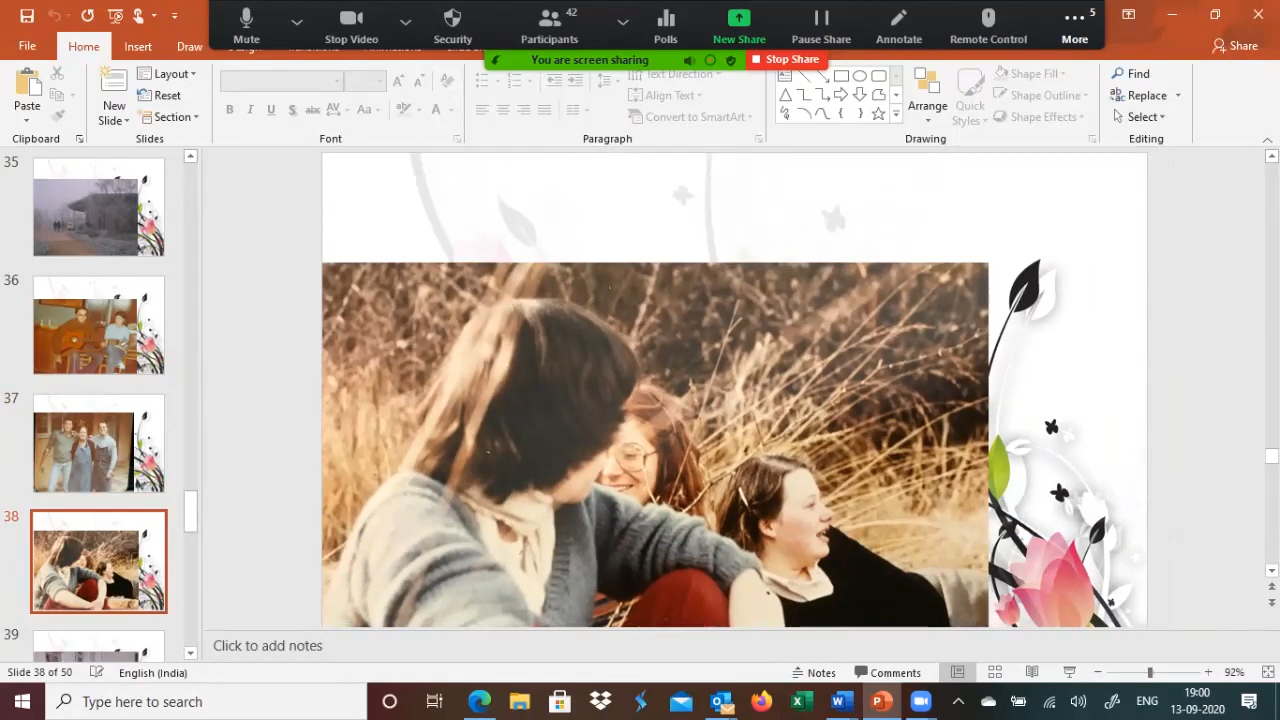 42
5
Mute
Stop Video
Security
Participants
Polls
New Share
Pause Share
Annotate
Remote Control
More
File
Home
Insert
Draw
Share
You are screen sharing
Stop Share
Paste
New Slide
Layout
Reset
Section
B I U S abc AV Aa
A
Text Direction
Align Text
Convert to SmartArt
Arrange
Quick Styles
Shape Fill
Shape Outline
Shape Effects
Find
Replace
Select
Clipboard
Slides
Font
Paragraph
Drawing
Editing
35
36
37
38
39
Click to add notes
Slide 38 of 50
English (India)
Notes
Comments
92%
Type here to search
ENG
19:00
13-09-2020